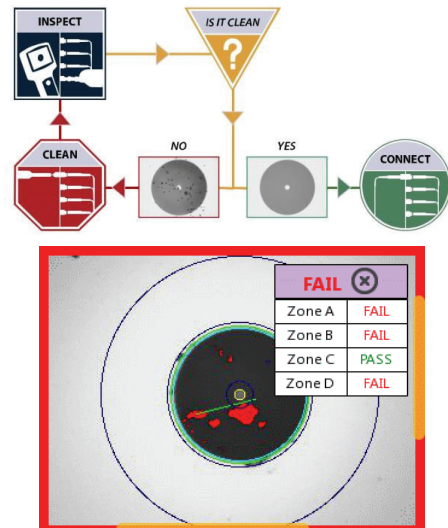 INSPECT
IS IT CLEAN
?
NO
YES
CLEAN
CONNECT
FAIL
Zone A FAIL
Zone B FAIL
Zone C PASS
Zone D FAIL